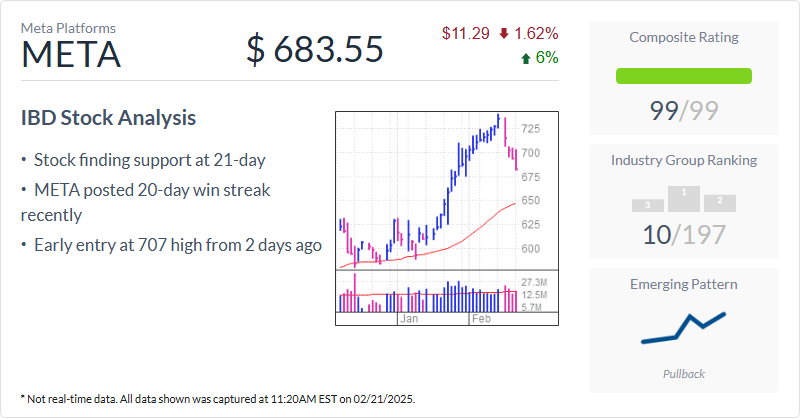 Meta Platforms
META
$ 683.55
$11.29 1.62%
6%
IBD Stock Analysis
• Stock finding support at 21-day
• META posted 20-day win streak
recently
• Early entry at 707 high from 2 days ago
725
700
675
650
625
600
27.3M
12.5M
5.7M
Jan Feb
Composite Rating
99/99
Industry Group Ranking
3 1 2
10/197
Emerging Pattern
Pullback
* Not real-time data. All data shown was captured at 11:20AM EST on 02/21/2025.